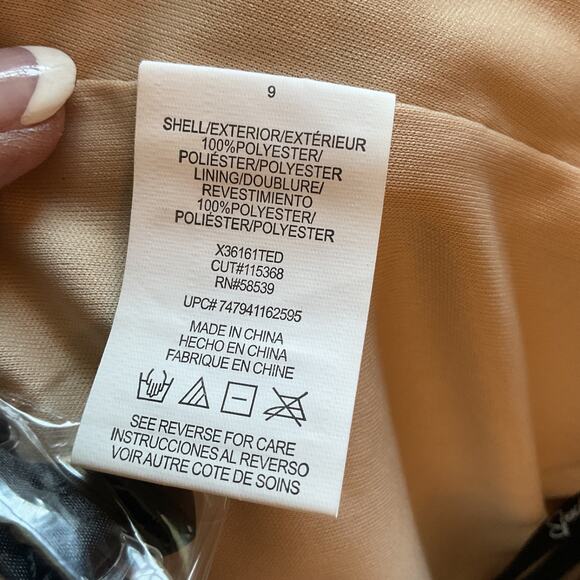 9
SHELL/EXTERIOR/EXTÉRIEUR
100%POLYESTER/
POLIÉSTER/POLYESTER
LINING/DOUBLURE/
REVESTIMIENTO
100%POLYESTER/
POLIÉSTER/POLYESTER
X36161TED
CUT#115368
RN#58539
UPC# 747941162595
MADE IN CHINA
HECHO EN CHINA
FABRIQUE EN CHINE
SEE REVERSE FOR CARE
INSTRUCCIONES AL REVERSO
VOIR AUTRE COTE DE SOINS